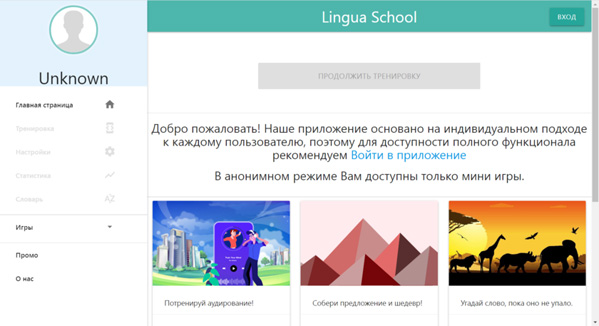 Lingua School
ВХОД
Unknown
Главная страница
Тренировка
Настройки
Статистика
Словарь
Игры
Промо
О нас
ПРОДОЛЖИТЬ ТРЕНИРОВКУ
Добро пожаловать! Наше приложение основано на индивидуальном подходе
к каждому пользователю, поэтому для доступности полного функционала
рекомендуем Войти в приложение
В анонимном режиме Вам доступны только мини игры.
Потренируй аудирование!
Собери предложение и шедевр!
Угадай слово, пока оно не упало.